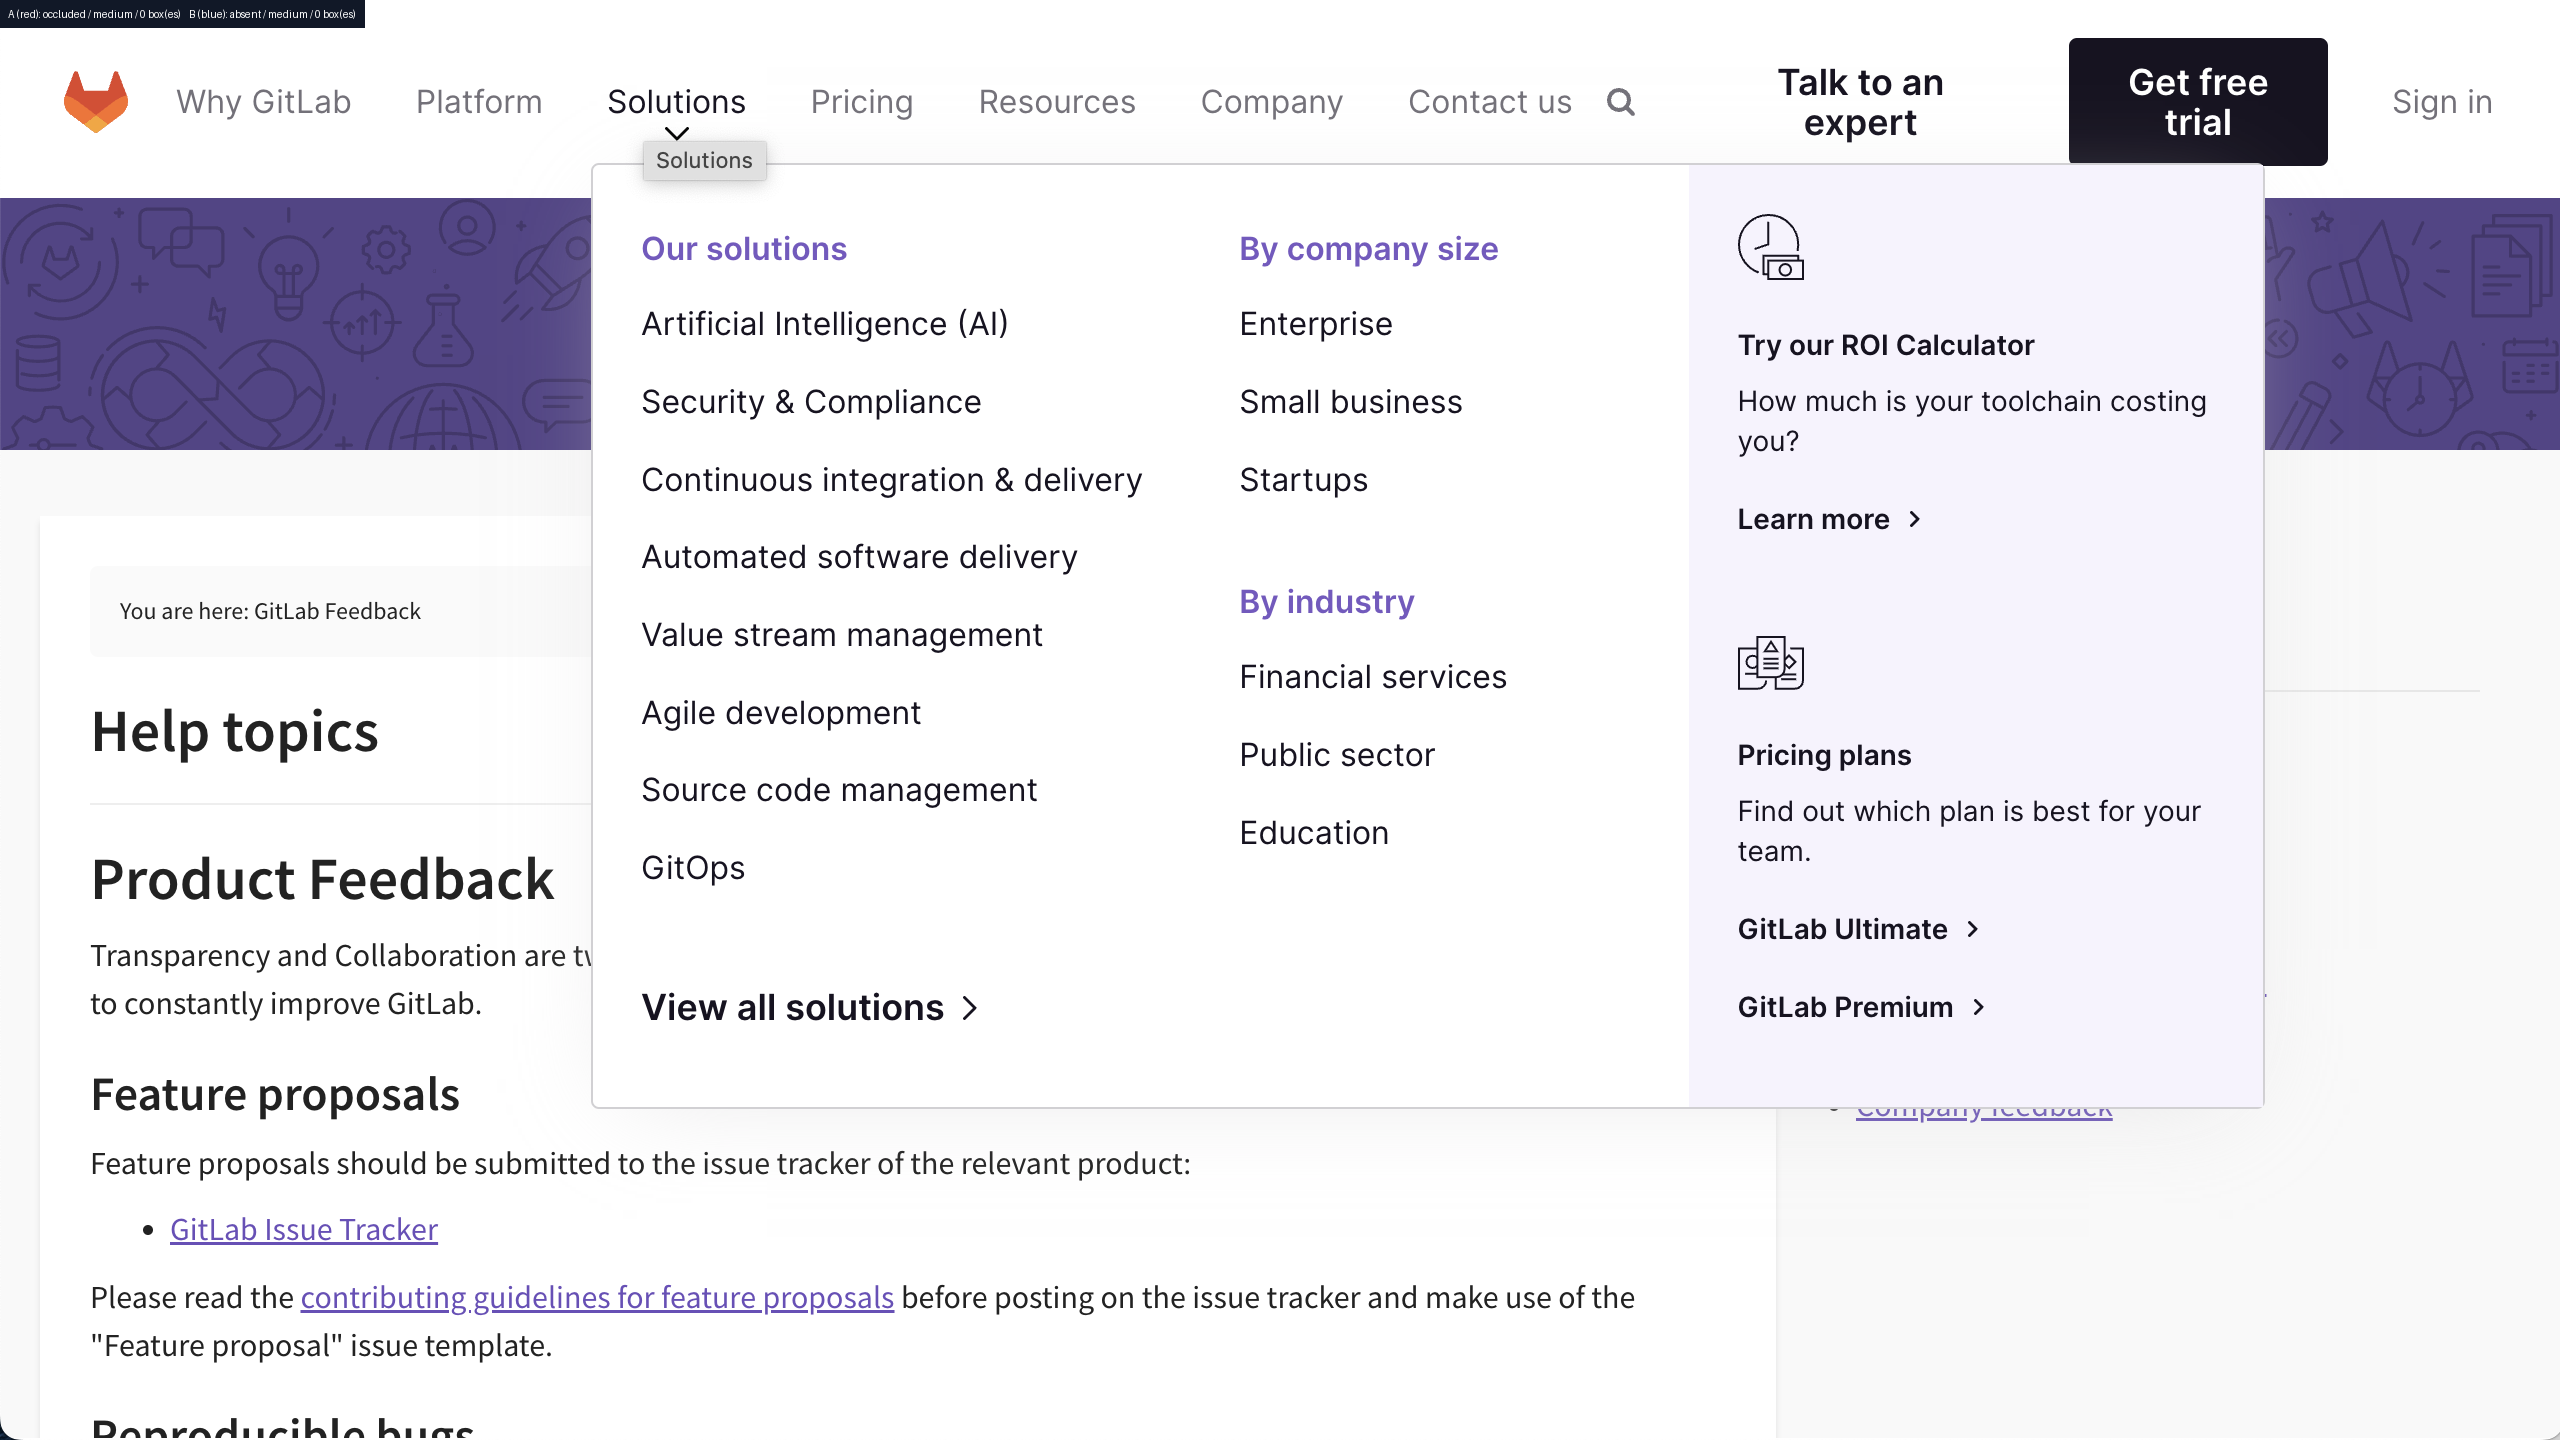 A (red): occluded / medium / 0 box(es) B (blue): absent / medium / 0 box(es)
Why GitLab
Platform
Solutions
Pricing
Resources
Company
Contact us
Talk to an
expert
Get free
trial
Sign in
Solutions
Our solutions
Artificial Intelligence (AI)
Security & Compliance
Continuous integration & delivery
Automated software delivery
Value stream management
Agile development
Source code management
GitOps
View all solutions
By company size
Enterprise
Small business
Startups
By industry
Financial services
Public sector
Education
Try our ROI Calculator
How much is your toolchain costing
you?
Learn more
Pricing plans
Find out which plan is best for your
team.
GitLab Ultimate
GitLab Premium
You are here: GitLab Feedback
Help topics
Product Feedback
Transparency and Collaboration are
to constantly improve GitLab.
Feature proposals
Feature proposals should be submitted to the issue tracker of the relevant product:
GitLab Issue Tracker
Please read the contributing guidelines for feature proposals before posting on the issue tracker and make use of the
"Feature proposal" issue template.
Reproducible bugs
Company feedback